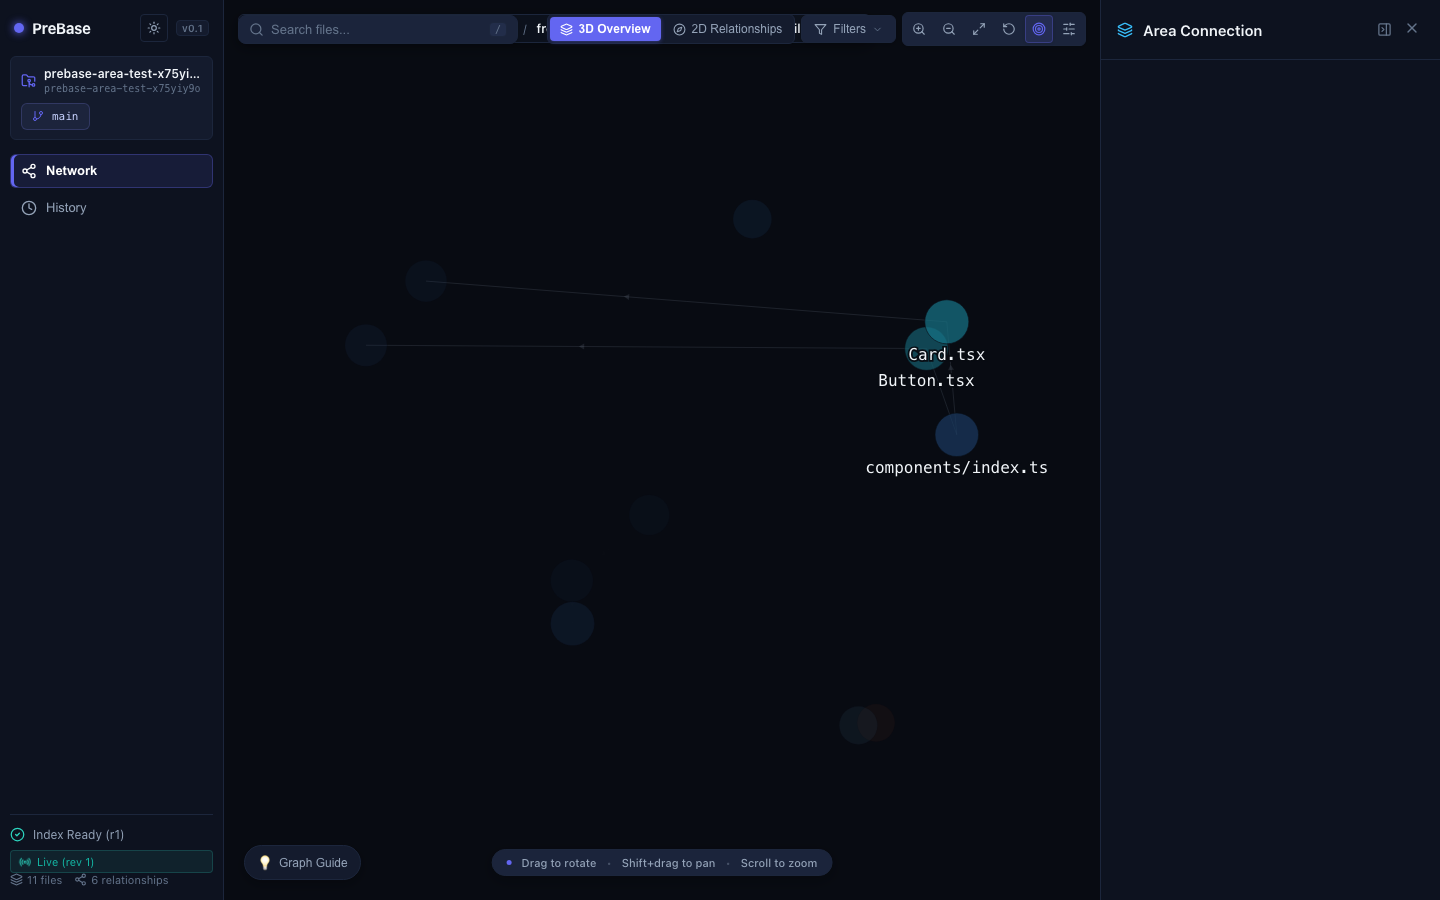 PreBase
v0.1
prebase-area-test-x75yi...
prebase-area-test-x75yiy9o
main
Network
History
Index Ready (r1)
Live (rev 1)
11 files
6 relationships
Search files...
/
/ fr
3D Overview
2D Relationships
Filters
Card.tsx
Button.tsx
components/index.ts
Graph Guide
Drag to rotate · Shift+drag to pan · Scroll to zoom
Area Connection